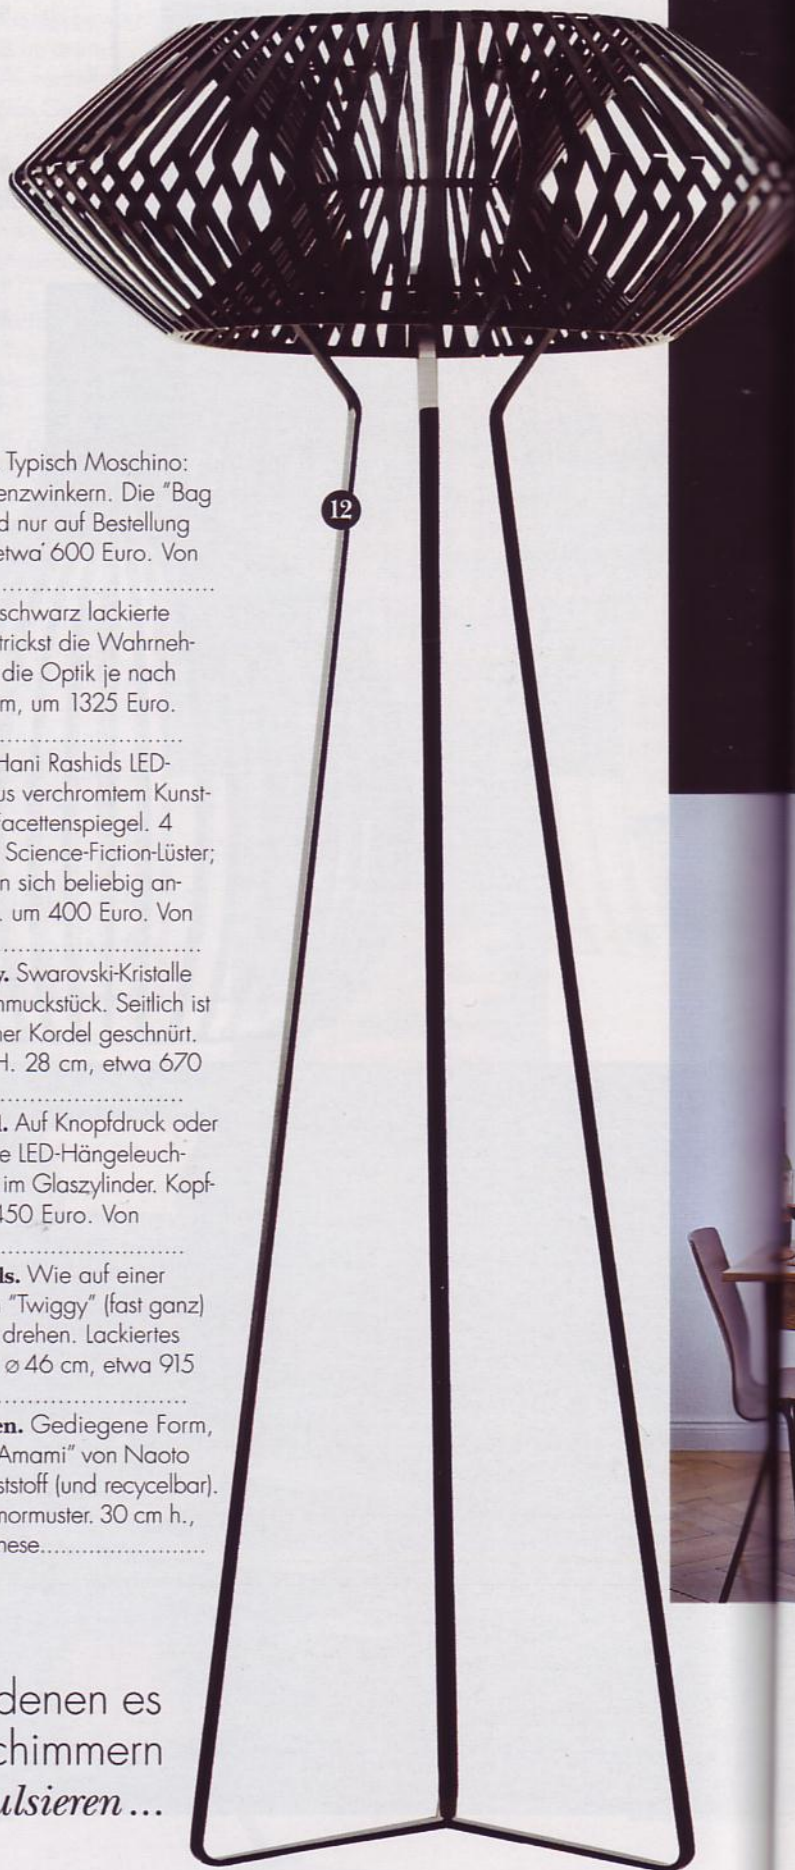 Typisch Moschino:
enzwinkern. Die "Bag
d nur auf Bestellung
etwa 600 Euro. Von
schwarz lackierte
trickst die Wahrneh-
die Optik je nach
m, um 1325 Euro.
Hani Rashids LED-
us verchromtem Kunst-
acettenspiegel. 4
Science-Fiction-Lüster;
n sich beliebig an-
. um 400 Euro. Von
y. Swarovski-Kristalle
hmuckstück. Seitlich ist
ner Kordel geschnürt.
H. 28 cm, etwa 670
l. Auf Knopfdruck oder
e LED-Hängeleuch-
im Glaszylinder. Kopf-
450 Euro. Von
ls. Wie auf einer
"Twiggy" (fast ganz)
drehen. Lackiertes
ø 46 cm, etwa 915
en. Gediegene Form,
Amami" von Naoto
ststoff (und recycelbar).
normuster. 30 cm h.,
nese
denen es
chimmern
ulsieren ...
12